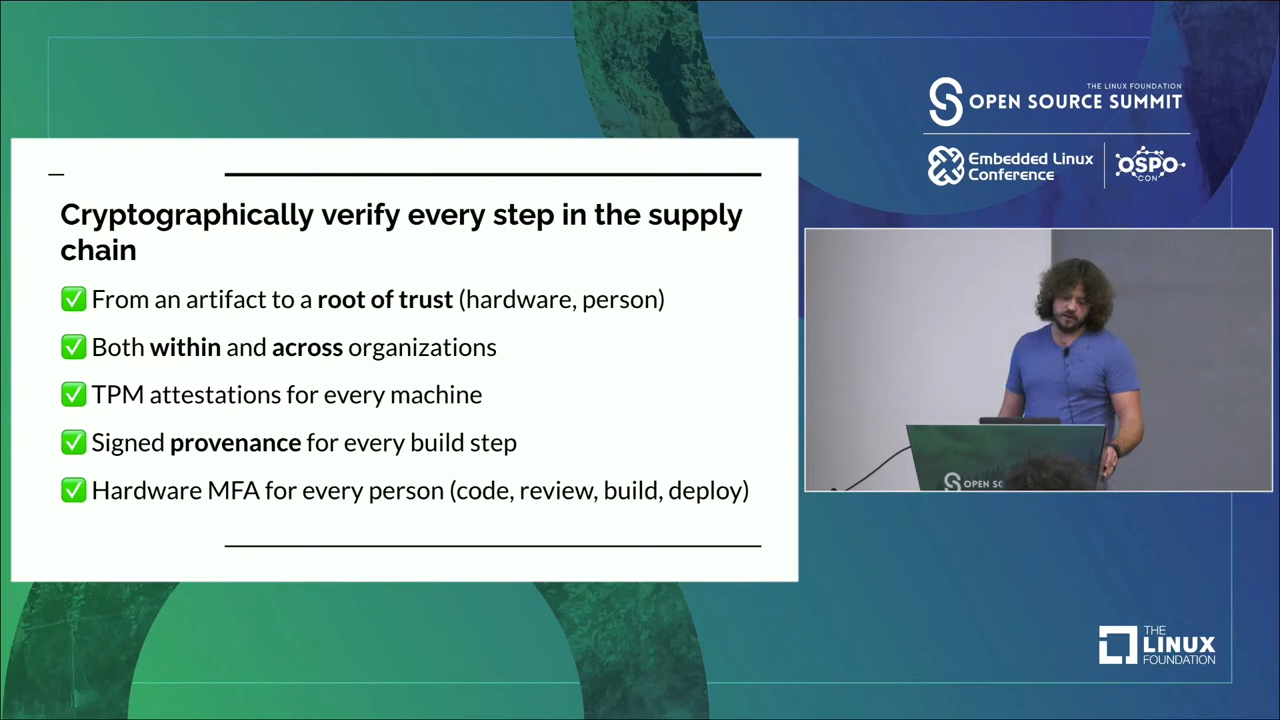 THE LINUX FOUNDATION
OPEN SOURCE SUMMIT
Embedded Linux
Conference
OSPO
CON
Cryptographically verify every step in the supply
chain
✅ From an artifact to a root of trust (hardware, person)
✅ Both within and across organizations
✅ TPM attestations for every machine
✅ Signed provenance for every build step
✅ Hardware MFA for every person (code, review, build, deploy)
OPEN
THE
LINUX
FOUNDATION